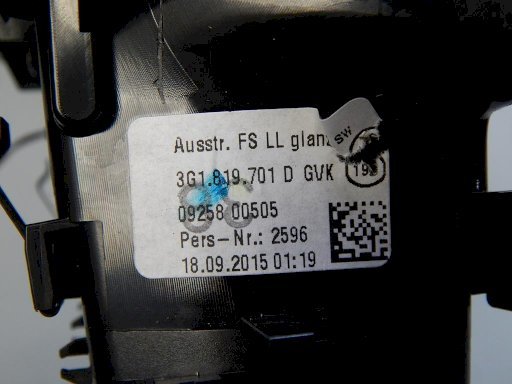 Ausstr. FS LL glanz sw
3G1.819.701 D GVK
09258 00505
Pers-Nr.: 2596
18.09.2015 01:19